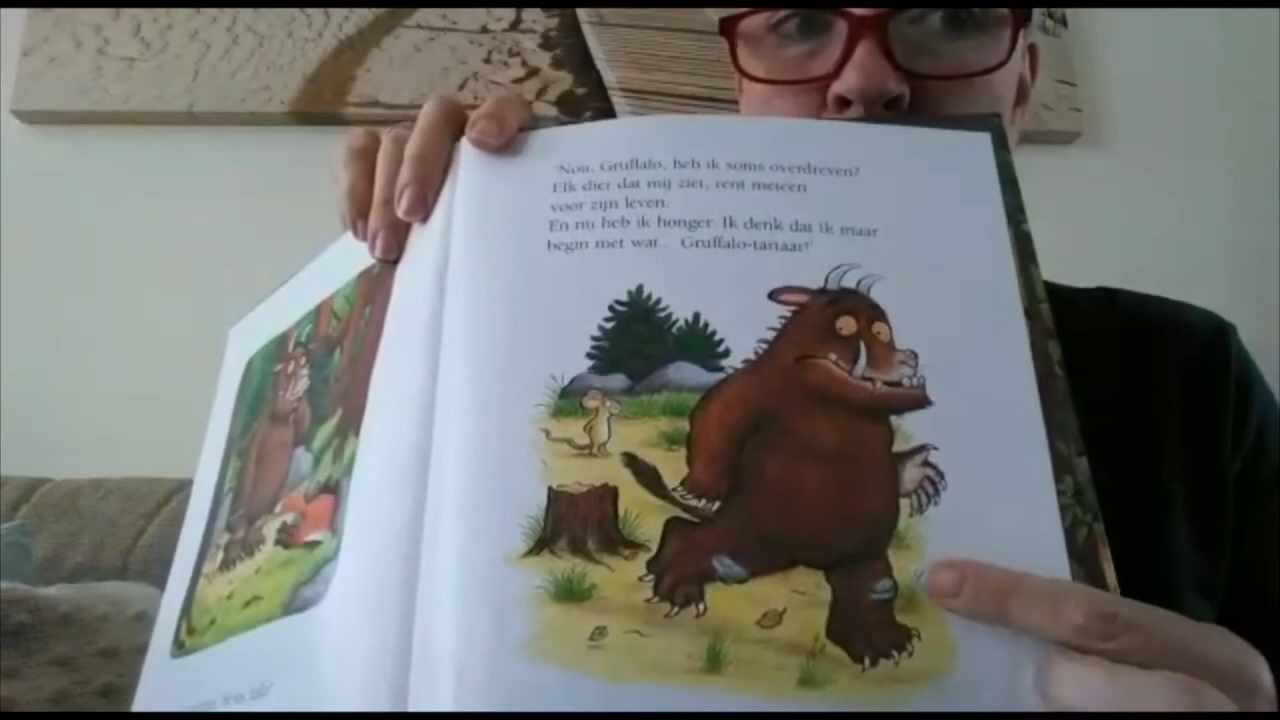 'Nou, Gruffalo, heb ik soms overdreven?
Elk dier dat mij ziet, rent meteen
voor zijn leven.
En nu heb ik honger. Ik denk dat ik maar
begin met wat... Gruffalo-tartaar!'